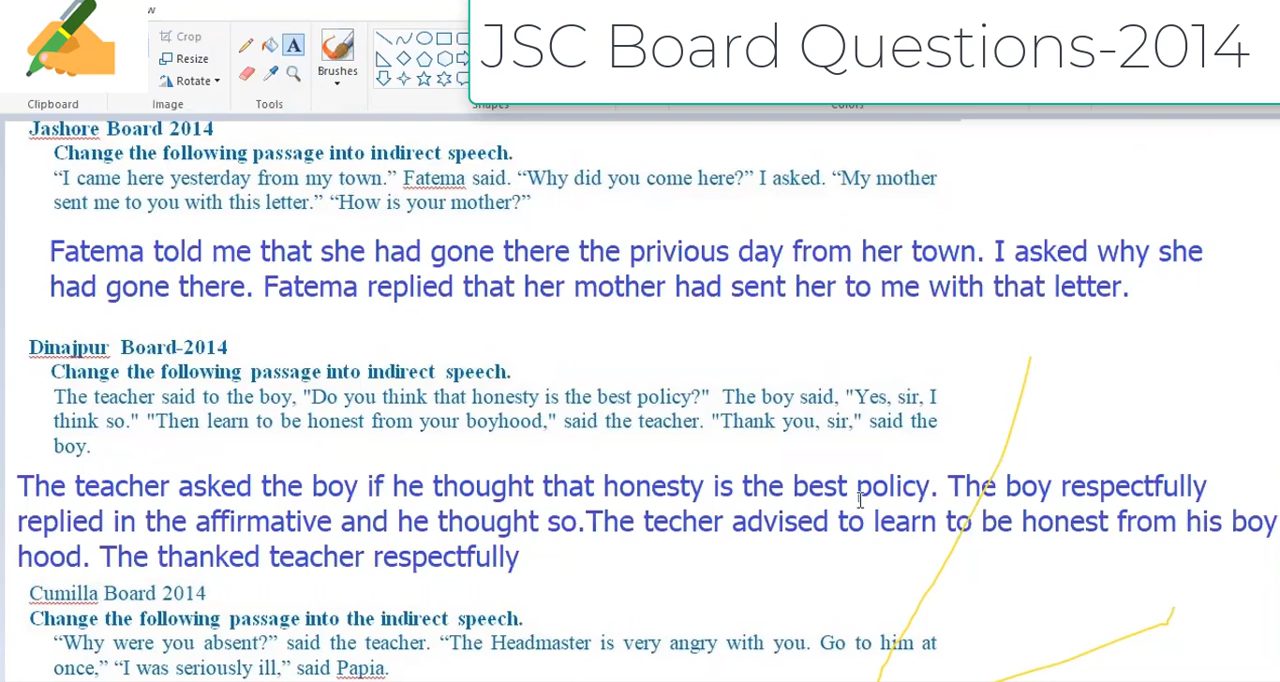 w
JSC Board Questions-2014
Crop
Resize
Rotate
A
Brushes
Clipboard
Image
Tools
Shapes
Colors
Jashore Board 2014
Change the following passage into indirect speech.
“I came here yesterday from my town.” Fatema said. “Why did you come here?” I asked. “My mother
sent me to you with this letter.” “How is your mother?”
Fatema told me that she had gone there the privious day from her town. I asked why she
had gone there. Fatema replied that her mother had sent her to me with that letter.
Dinajpur Board-2014
Change the following passage into indirect speech.
The teacher said to the boy, "Do you think that honesty is the best policy?" The boy said, "Yes, sir, I
think so." "Then learn to be honest from your boyhood," said the teacher. "Thank you, sir," said the
boy.
The teacher asked the boy if he thought that honesty is the best policy. The boy respectfully
replied in the affirmative and he thought so.The techer advised to learn to be honest from his boy
hood. The thanked teacher respectfully
Cumilla Board 2014
Change the following passage into the indirect speech.
“Why were you absent?” said the teacher. “The Headmaster is very angry with you. Go to him at
once,” “I was seriously ill,” said Papia.